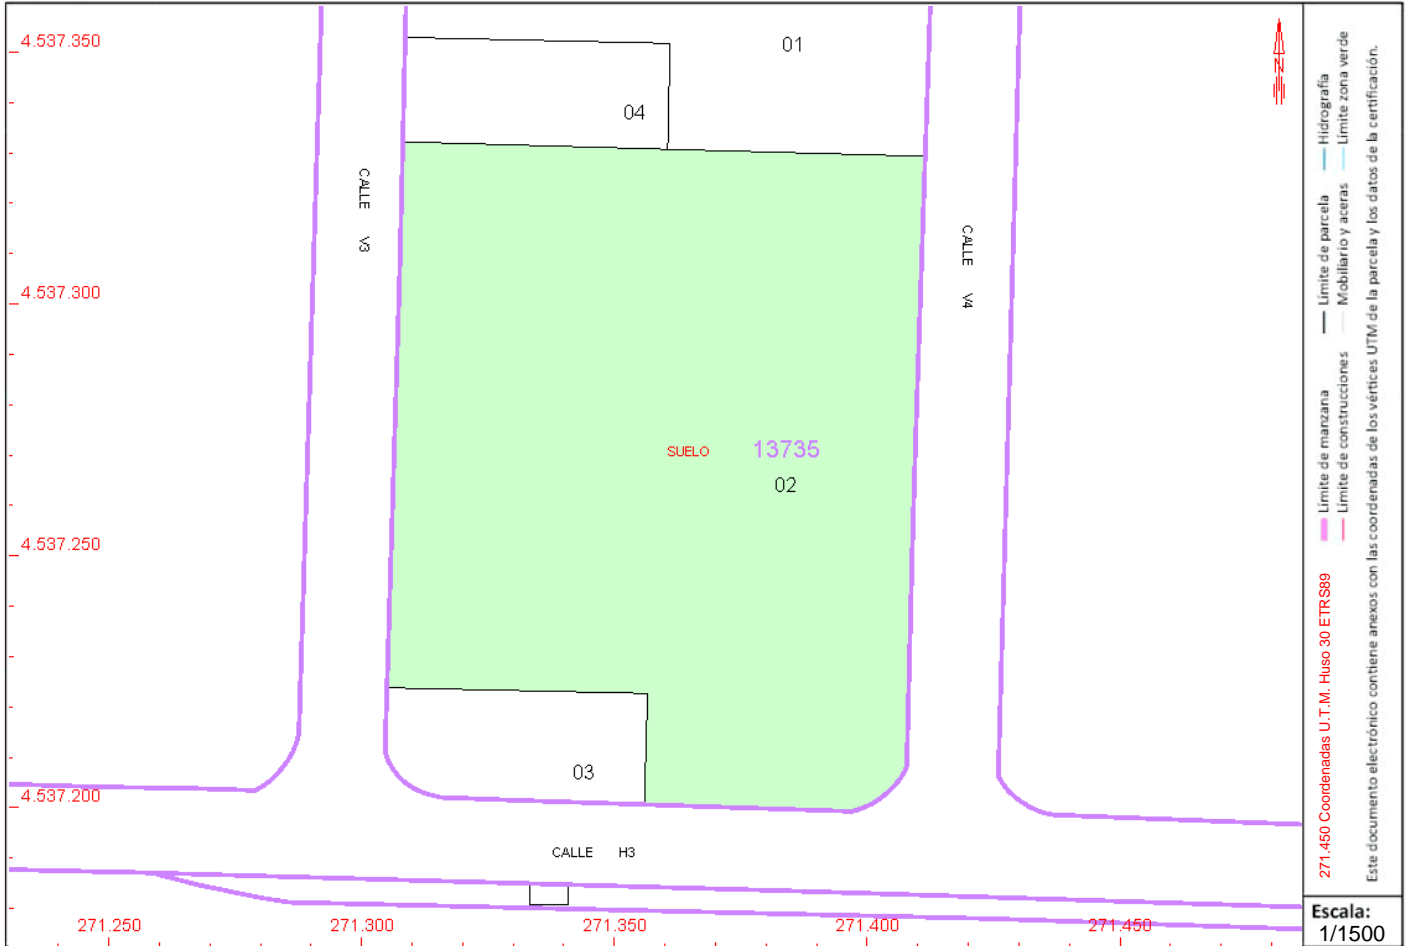 4.537.350
01
04
CALLE V3
CALLE V4
4.537.300
SUELO 13735
02
4.537.250
03
4.537.200
CALLE H3
271.250 271.300 271.350 271.400 271.450
N
271.450 Coordenadas U.T.M. Huso 30 ETRS89
Límite de manzana
Límite de parcela
Hidrografía
Límite de construcciones
Mobiliario y aceras
Límite zona verde
Este documento electrónico contiene anexos con las coordenadas de los vértices UTM de la parcela y los datos de la certificación.
Escala:
1/1500